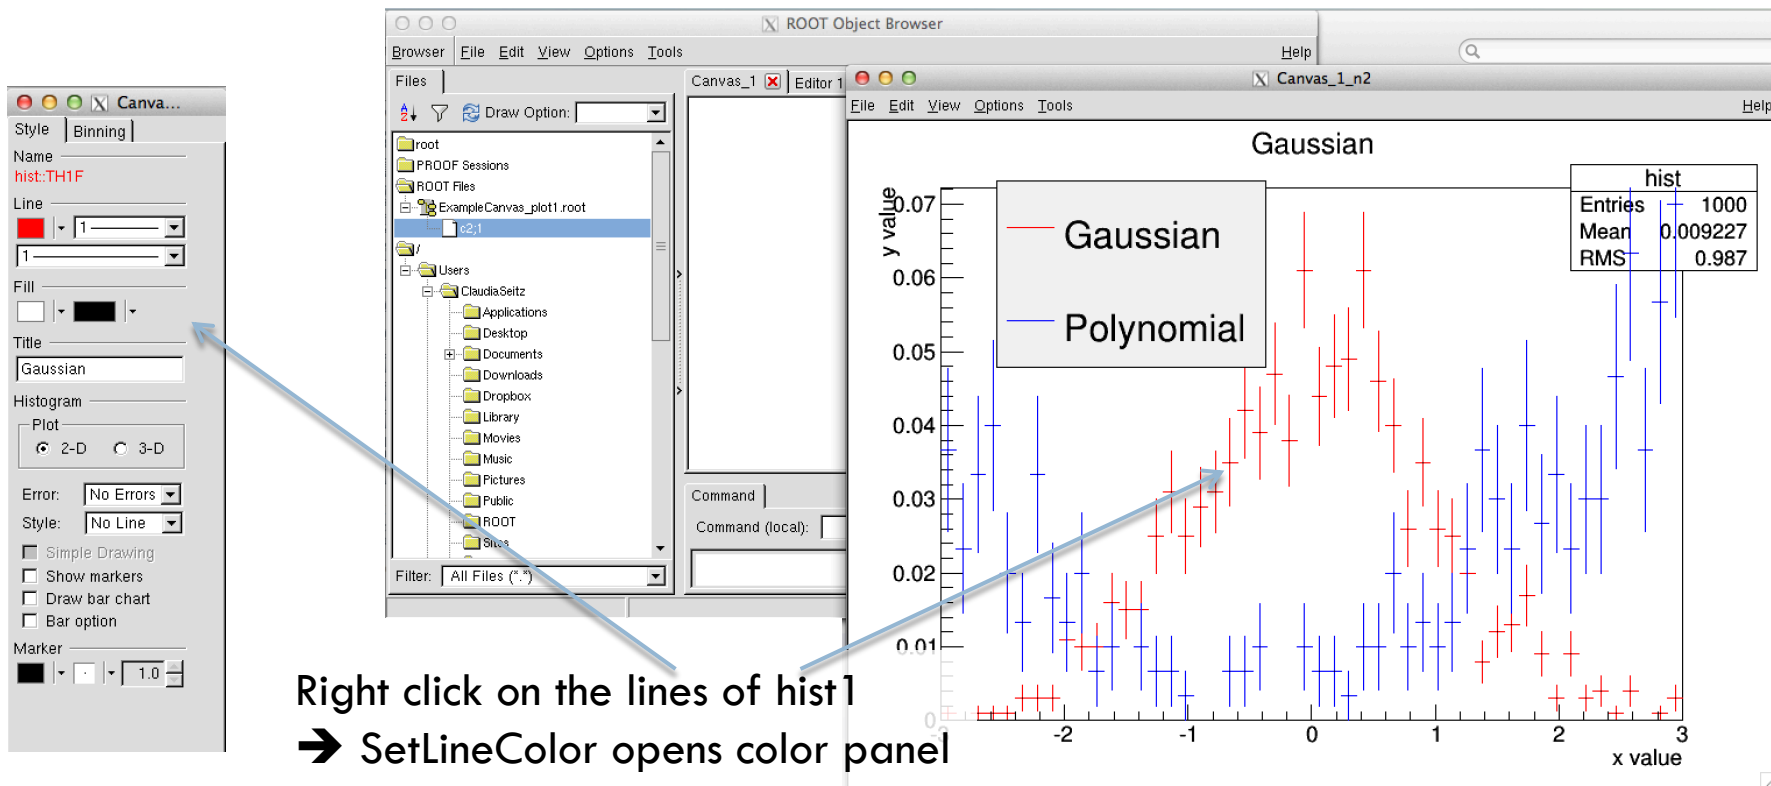 Canva...
Style Binning
Name
hist::TH1F
Line
1
1
Fill
Title
Gaussian
Histogram
Plot
2-D 3-D
Error: No Errors
Style: No Line
Simple Drawing
Show markers
Draw bar chart
Bar option
Marker
1.0
ROOT Object Browser
Browser File Edit View Options Tools Help
Files
Draw Option:
root
PROOF Sessions
ROOT Files
ExampleCanvas_plot1.root
c2;1
/
Users
ClaudiaSeitz
Applications
Desktop
Documents
Downloads
Dropbox
Library
Movies
Music
Pictures
Public
ROOT
Sites
Filter: All Files (*.*)
Canvas_1 Editor 1
Command
Command (local):
Canvas_1_n2
File Edit View Options Tools Help
Gaussian
hist
Entries 1000
Mean 0.009227
RMS 0.987
Gaussian
Polynomial
y value
0.07
0.06
0.05
0.04
0.03
0.02
0.01
0
-3 -2 -1 0 1 2 3
x value
Right click on the lines of hist1
➔ SetLineColor opens color panel